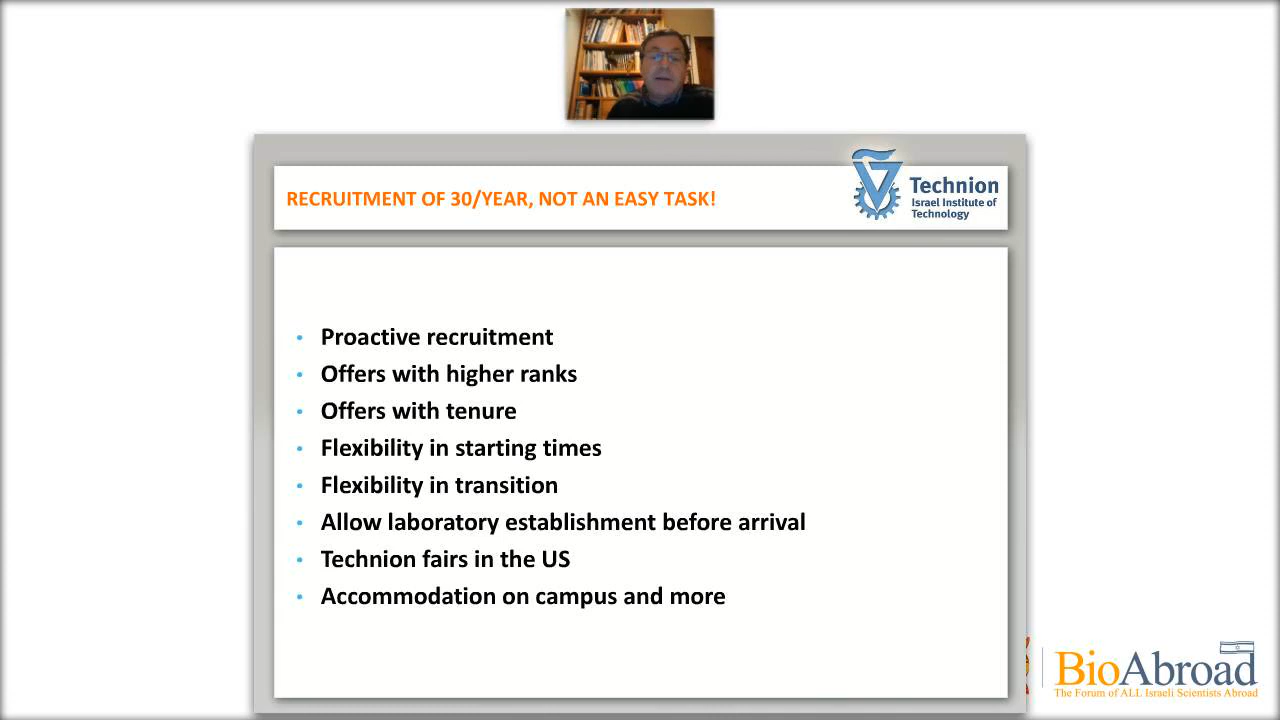 RECRUITMENT OF 30/YEAR, NOT AN EASY TASK!
Technion
Israel Institute of
Technology
• Proactive recruitment
• Offers with higher ranks
• Offers with tenure
• Flexibility in starting times
• Flexibility in transition
• Allow laboratory establishment before arrival
• Technion fairs in the US
• Accommodation on campus and more
BioAbroad
The Forum of ALL Israeli Scientists Abroad